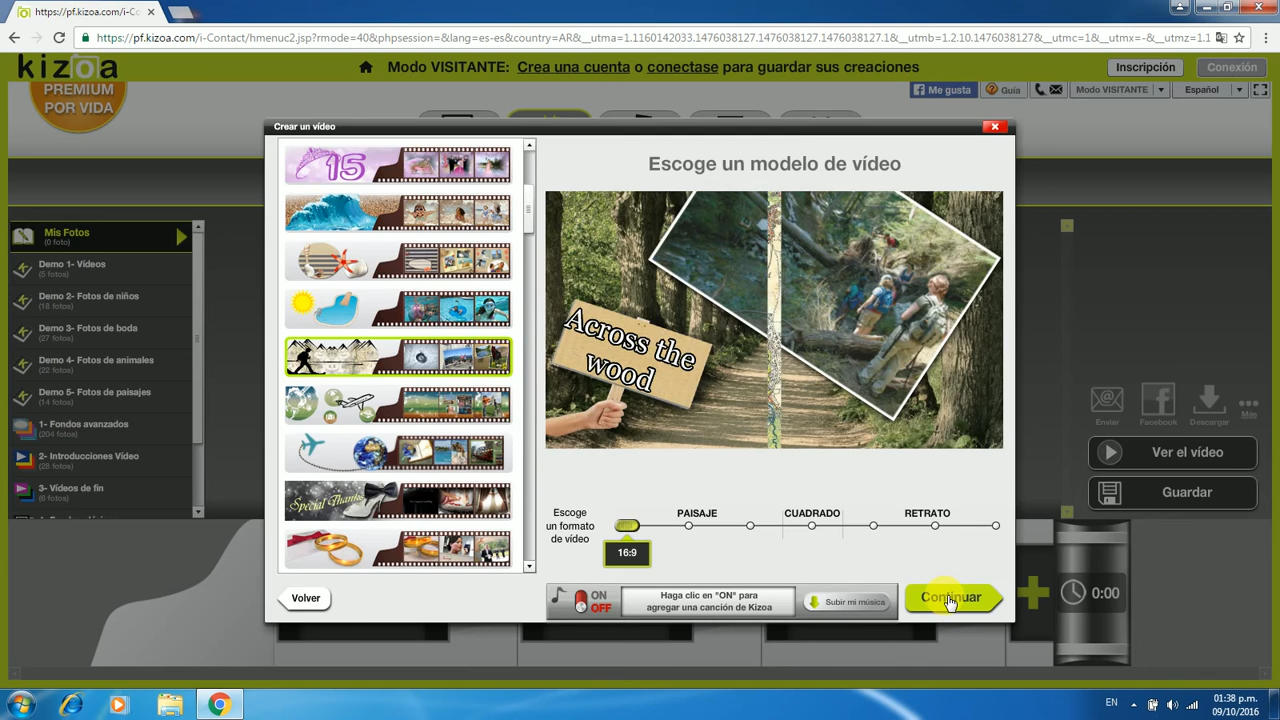 https://pf.kizoa.com/i-Co
https://pf.kizoa.com/i-Contact/hmenuc2.jsp?rmode=40&phpsession=&lang=es-es&country=AR&__utma=1.1160142033.1476038127.1476038127.1476038127.1&__utmb=1.2.10.1476038127&__utmc=1&__utmx=-&__utmz=1.1
kizoa
Modo VISITANTE: Crea una cuenta o conectase para guardar sus creaciones
Inscripción
Conexión
PREMIUM
POR VIDA
Me gusta
Guía
Modo VISITANTE
Español
Crear un vídeo
Escoge un modelo de vídeo
15
Special Thanks
Across the
wood
Mis Fotos
(0 foto)
Demo 1- Vídeos
(5 fotos)
Demo 2- Fotos de niños
(18 fotos)
Demo 3- Fotos de boda
(27 fotos)
Demo 4- Fotos de animales
(22 fotos)
Demo 5- Fotos de paisajes
(14 fotos)
1- Fondos avanzados
(204 fotos)
2- Introducciones Vídeo
(28 fotos)
3- Vídeos de fin
(6 fotos)
Enviar
Facebook
Descargar
Más
Ver el vídeo
Guardar
Escoge
un formato
de vídeo
PAISAJE
CUADRADO
RETRATO
16:9
Volver
ON
OFF
Haga clic en "ON" para
agregar una canción de Kizoa
Subir mi música
Continuar
0:00
EN
01:38 p.m.
09/10/2016